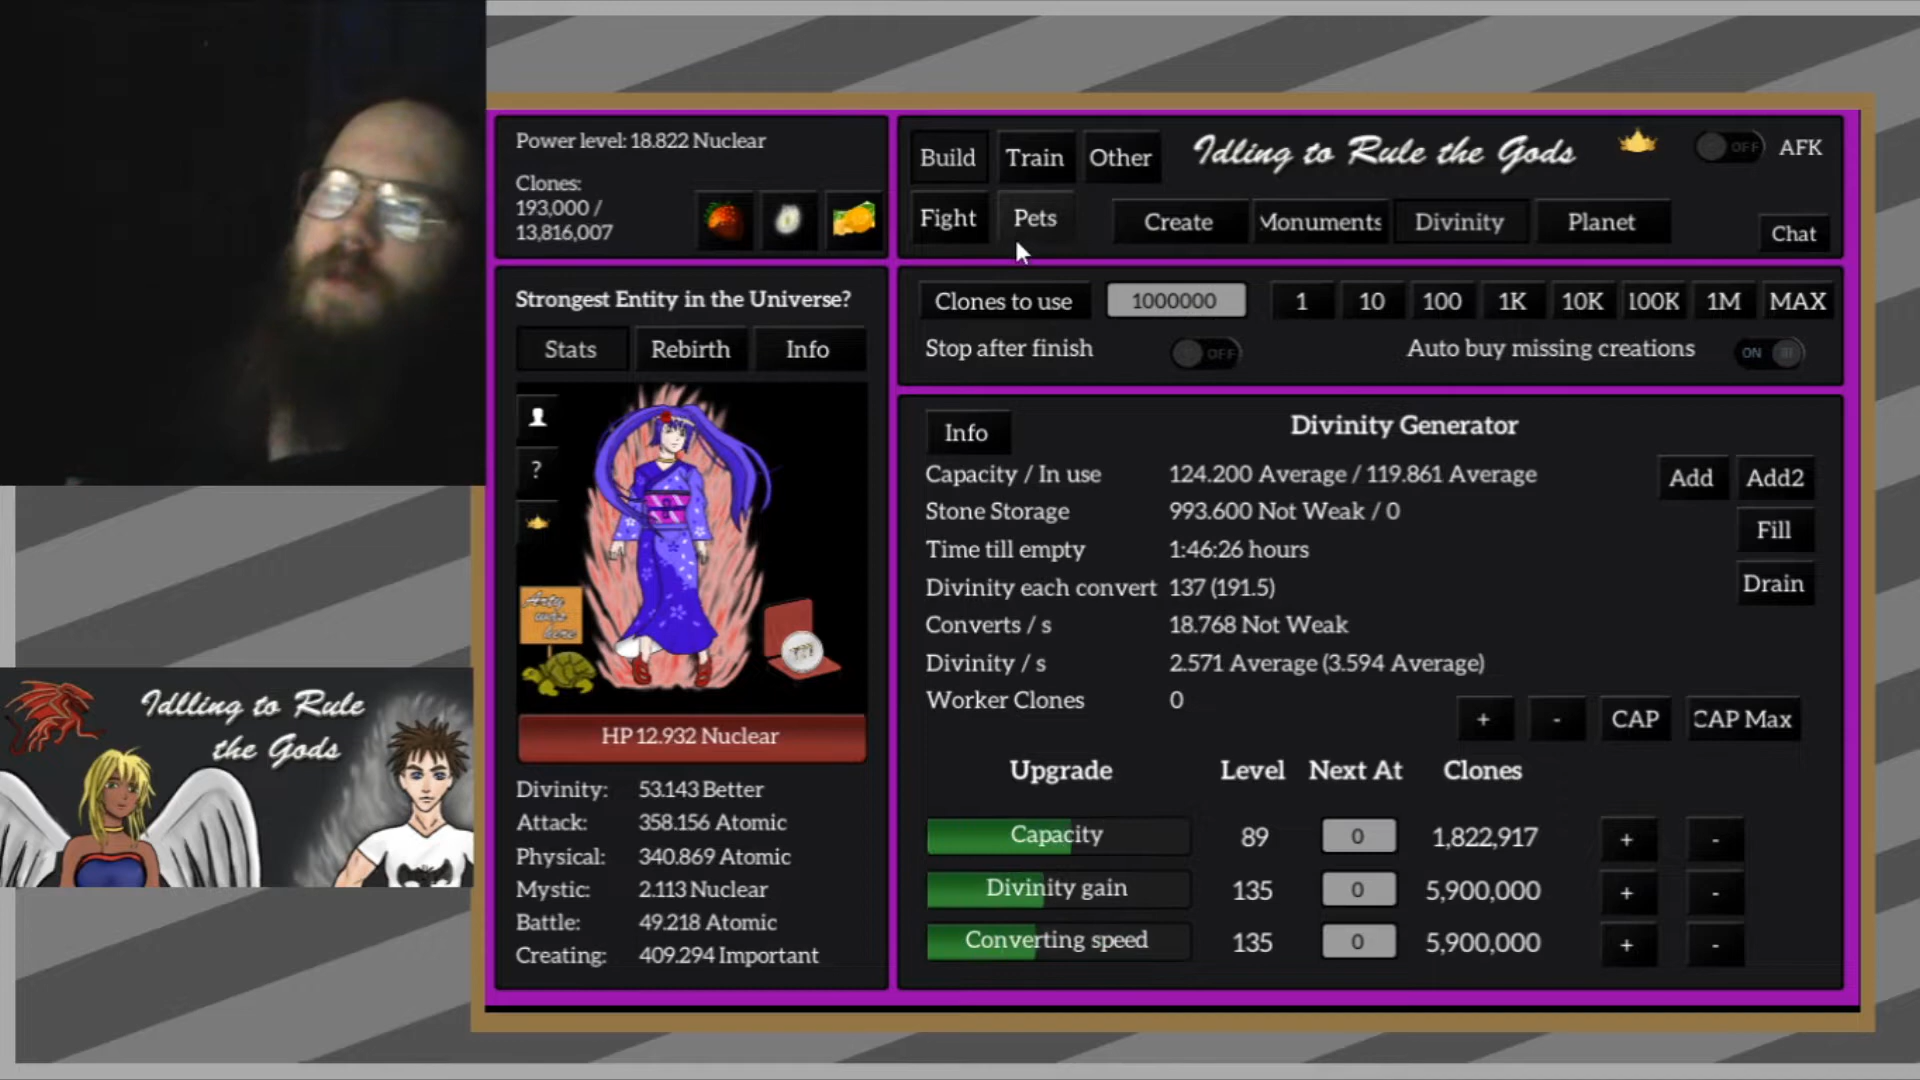 Power level: 18.822 Nuclear
Clones:
193,000 /
13,816,007
Build
Train
Other
Idling to Rule the Gods
OFF
AFK
Fight
Pets
Create
Monuments
Divinity
Planet
Chat
Strongest Entity in the Universe?
Stats
Rebirth
Info
?
Arty
was
here
HP 12.932 Nuclear
Divinity: 53.143 Better
Attack: 358.156 Atomic
Physical: 340.869 Atomic
Mystic: 2.113 Nuclear
Battle: 49.218 Atomic
Creating: 409.294 Important
Clones to use
1000000
1
10
100
1K
10K
100K
1M
MAX
Stop after finish
OFF
Auto buy missing creations
ON
Info
Divinity Generator
Capacity / In use 124.200 Average / 119.861 Average
Add
Add2
Stone Storage 993.600 Not Weak / 0
Fill
Time till empty 1:46:26 hours
Divinity each convert 137 (191.5)
Drain
Converts / s 18.768 Not Weak
Divinity / s 2.571 Average (3.594 Average)
Worker Clones 0
+
-
CAP
CAP Max
Upgrade Level Next At Clones
Capacity 89 0 1,822,917 + -
Divinity gain 135 0 5,900,000 + -
Converting speed 135 0 5,900,000 + -
Idlling to Rule
the Gods